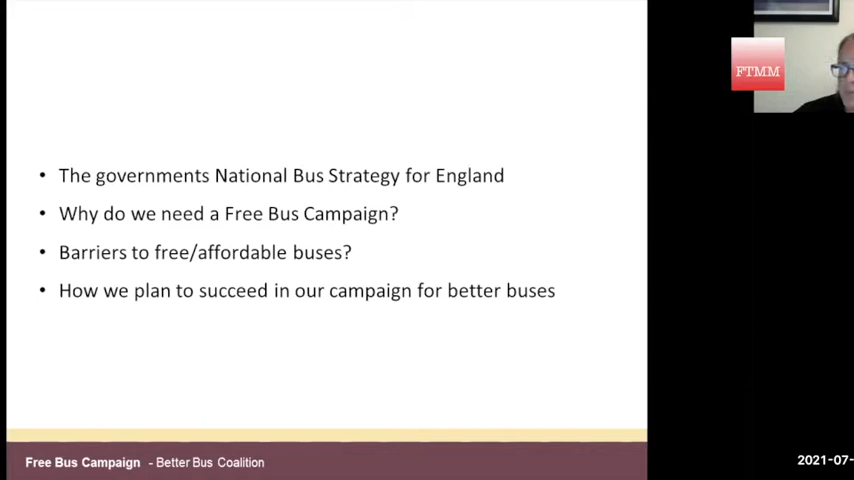 FTMM
• The governments National Bus Strategy for England
• Why do we need a Free Bus Campaign?
• Barriers to free/affordable buses?
• How we plan to succeed in our campaign for better buses
Free Bus Campaign - Better Bus Coalition
2021-07-